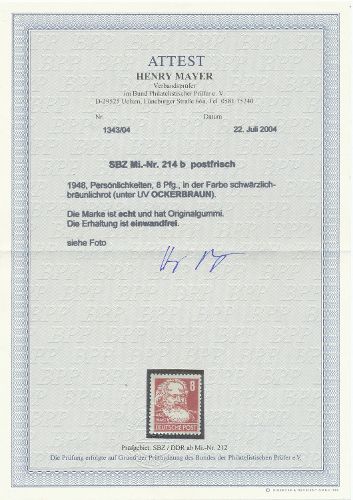 ATTEST
HENRY MAYER
Verbandsprüfer
im Bund Philatelistischer Prüfer e. V.
D-29525 Uelzen, Lüneburger Straße 66a, Tel. 0581 75240
Nr. Datum
1343/04 22. Juli 2004
SBZ Mi.-Nr. 214 b postfrisch
1948, Persönlichkeiten, 8 Pfg., in der Farbe schwärzlich-
bräunlichrot (unter UV OCKERBRAUN).
Die Marke ist echt und hat Originalgummi.
Die Erhaltung ist einwandfrei.
siehe Foto
8
DEUTSCHE POST
Prüfgebiet: SBZ / DDR ab Mi.-Nr. 212
Die Prüfung erfolgte auf Grund der Prüfordnung des Bundes der Philatelistischen Prüfer e.V.